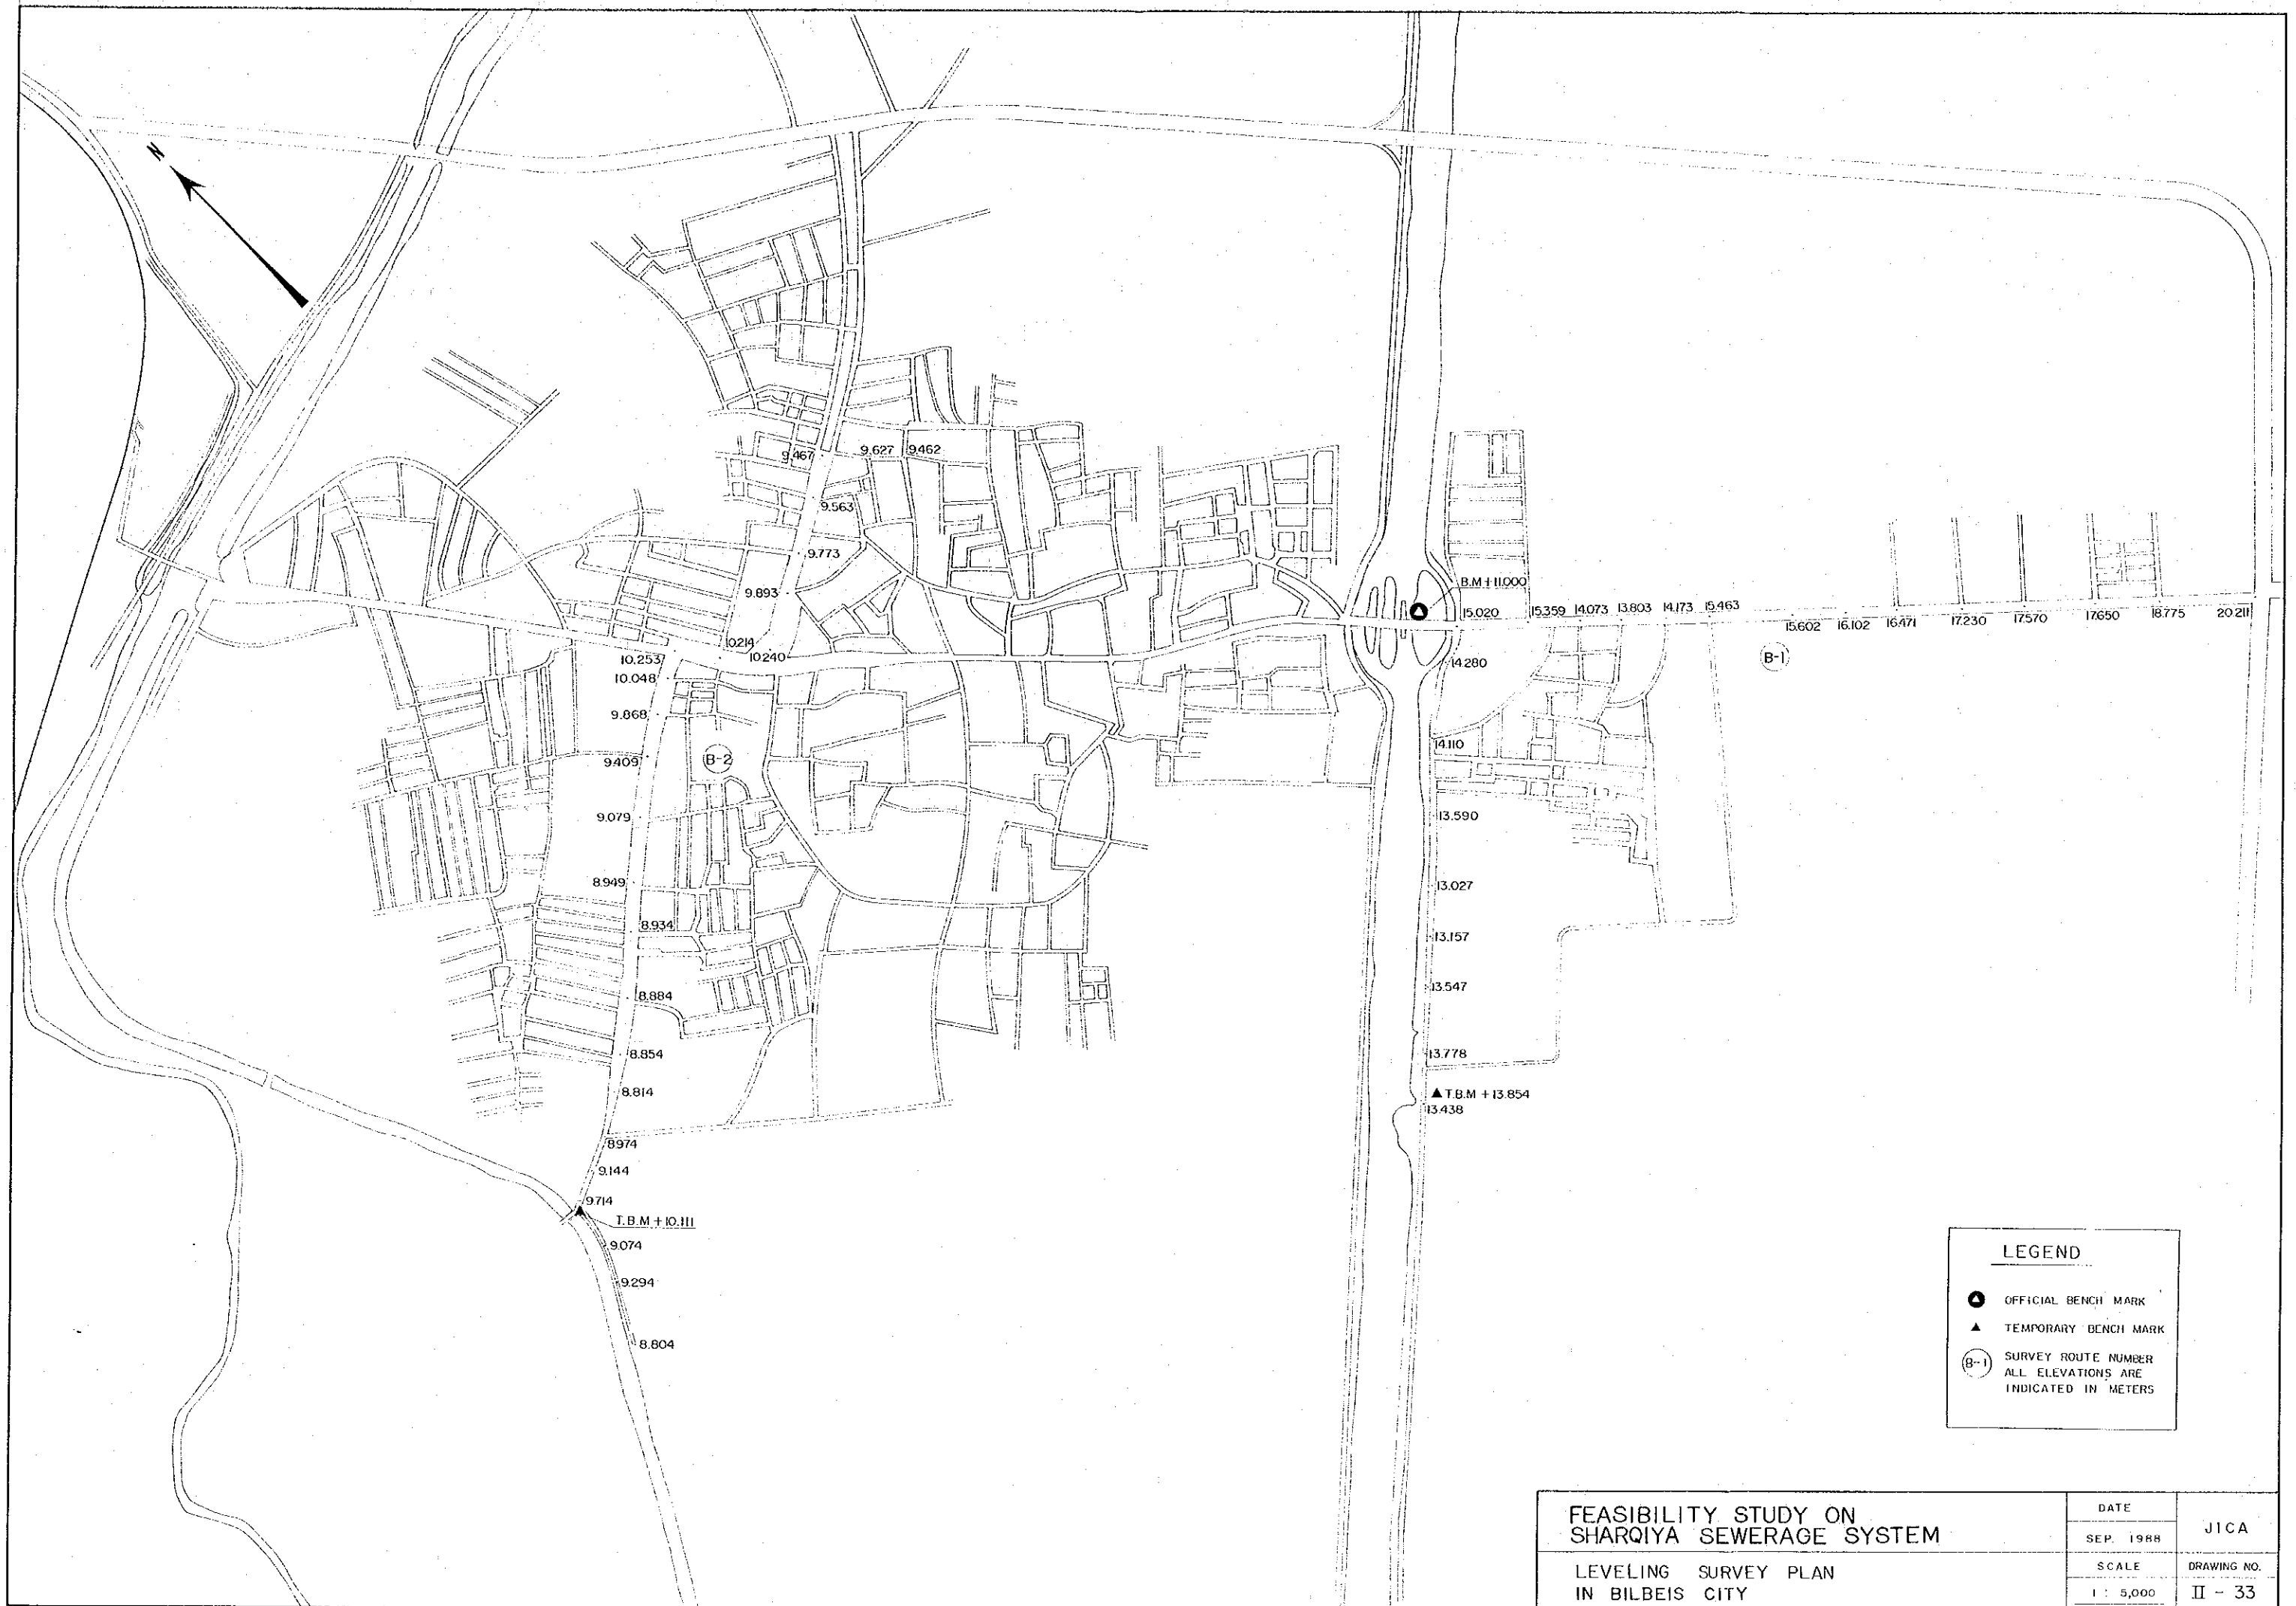 N
9.467
9.627
9.462
9.563
9.773
9.893
B.M +11.000
15.020
15.359 14.073 13.803 14.173 15.463
15.602 16.102 16.471 17.230 17.570 17.650 18.775 20.211
B-1
10.214
10.240
10.253
10.048
14.280
9.868
14.110
9.409
B-2
9.079
13.590
8.949
13.027
8.934
13.157
8.884
13.547
8.854
13.778
8.814
T.B.M +13.854
13.438
8.974
9.144
9.714
T.B.M +10.111
9.074
9.294
8.804
LEGEND
OFFICIAL BENCH MARK
TEMPORARY BENCH MARK
B-1
SURVEY ROUTE NUMBER
ALL ELEVATIONS ARE
INDICATED IN METERS
FEASIBILITY STUDY ON
SHARQIYA SEWERAGE SYSTEM
LEVELING SURVEY PLAN
IN BILBEIS CITY
DATE
SEP. 1988
SCALE
1 : 5,000
JICA
DRAWING NO.
II - 33